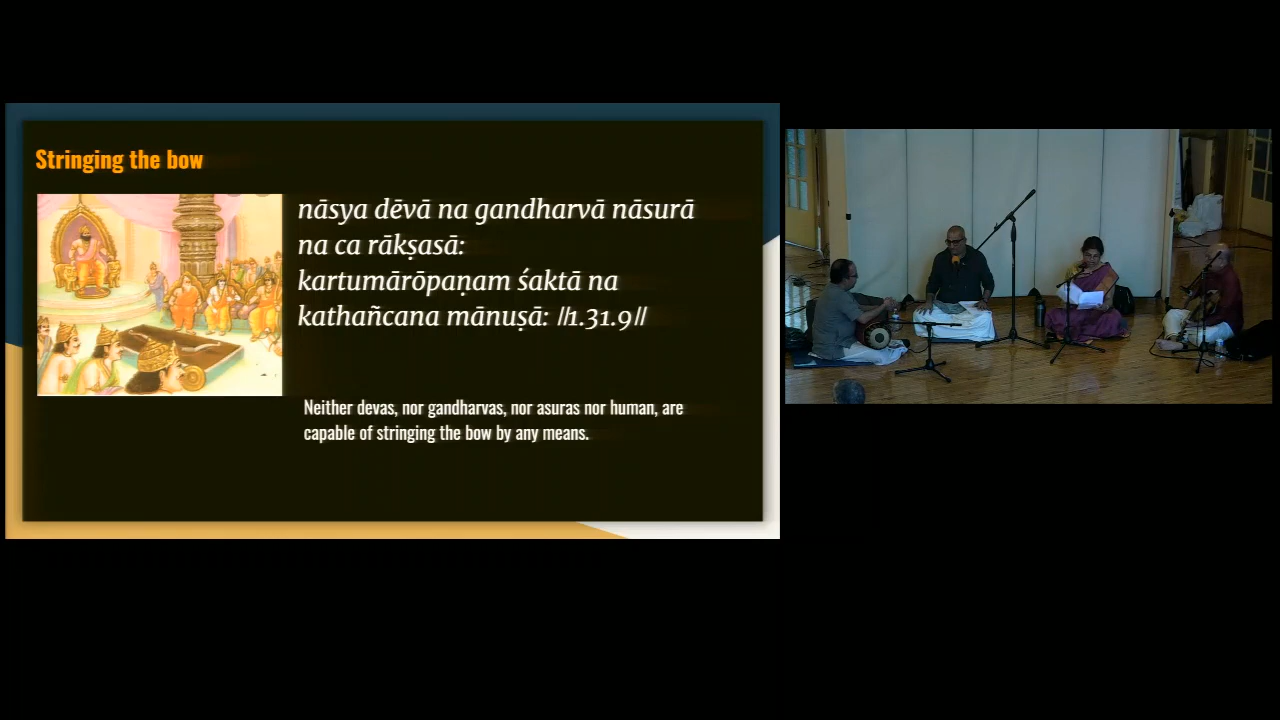 Stringing the bow
nāsya dēvā na gandharvā nāsurā
na ca rākṣasā:
kartumārōpaṇam śaktā na
kathañcana mānuṣā: //1.31.9//
Neither devas, nor gandharvas, nor asuras nor human, are
capable of stringing the bow by any means.